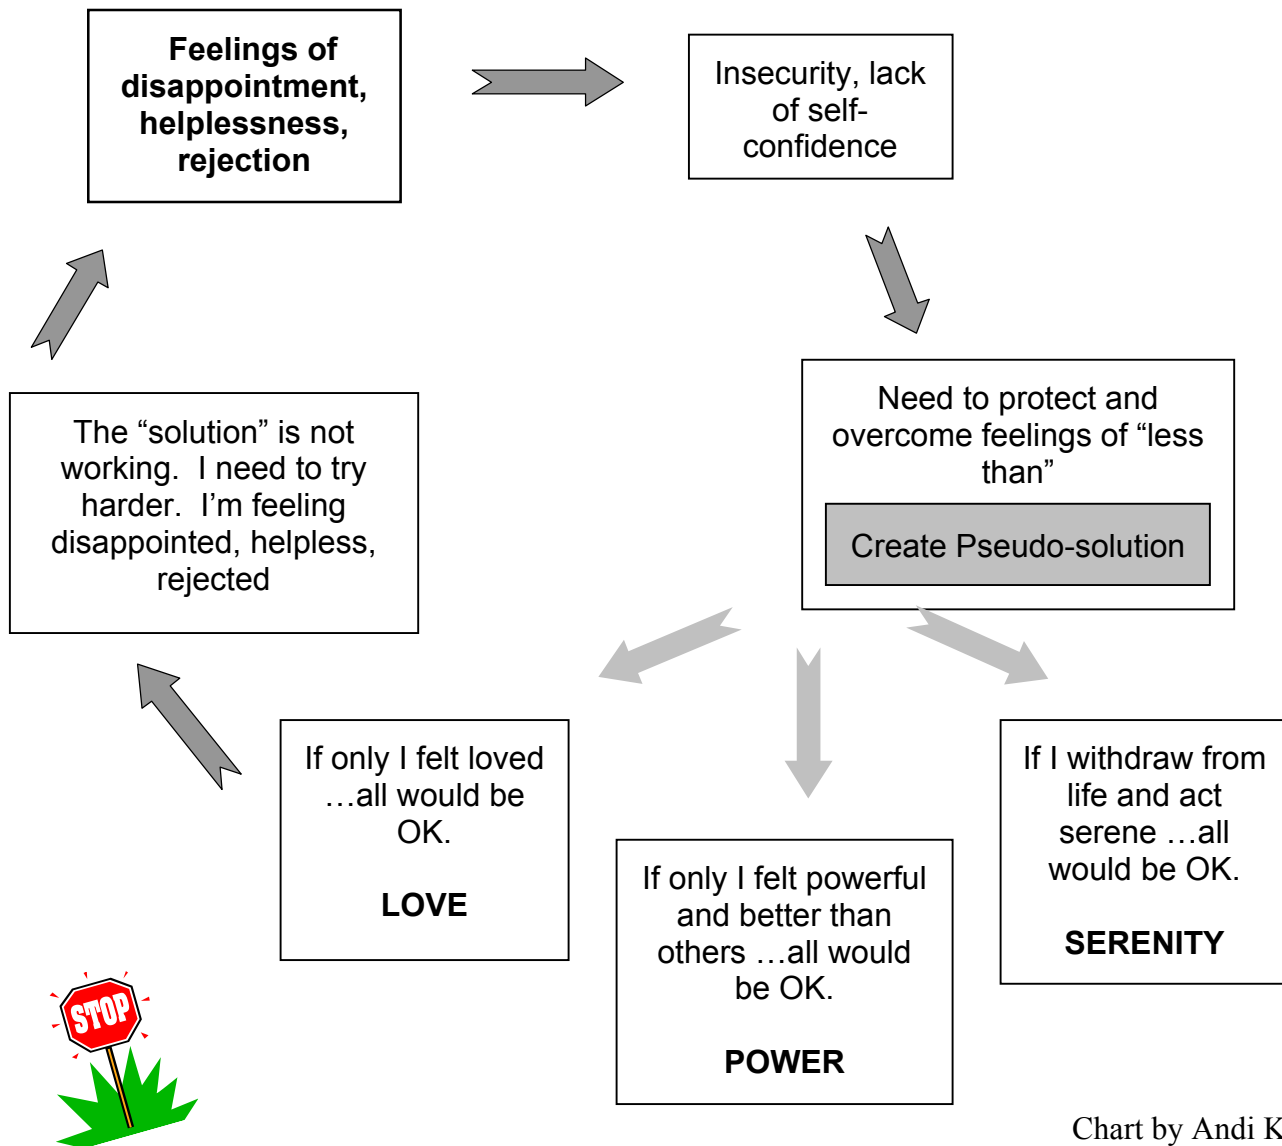 Feelings of
disappointment,
helplessness,
rejection
Insecurity, lack
of self-
confidence
Need to protect and
overcome feelings of “less
than”
Create Pseudo-solution
If only I felt loved
…all would be
OK.
LOVE
If only I felt powerful
and better than
others …all would
be OK.
POWER
If I withdraw from
life and act
serene …all
would be OK.
SERENITY
The “solution” is not
working.  I need to try
harder.  I’m feeling
disappointed, helpless,
rejected
STOP
Chart by Andi K